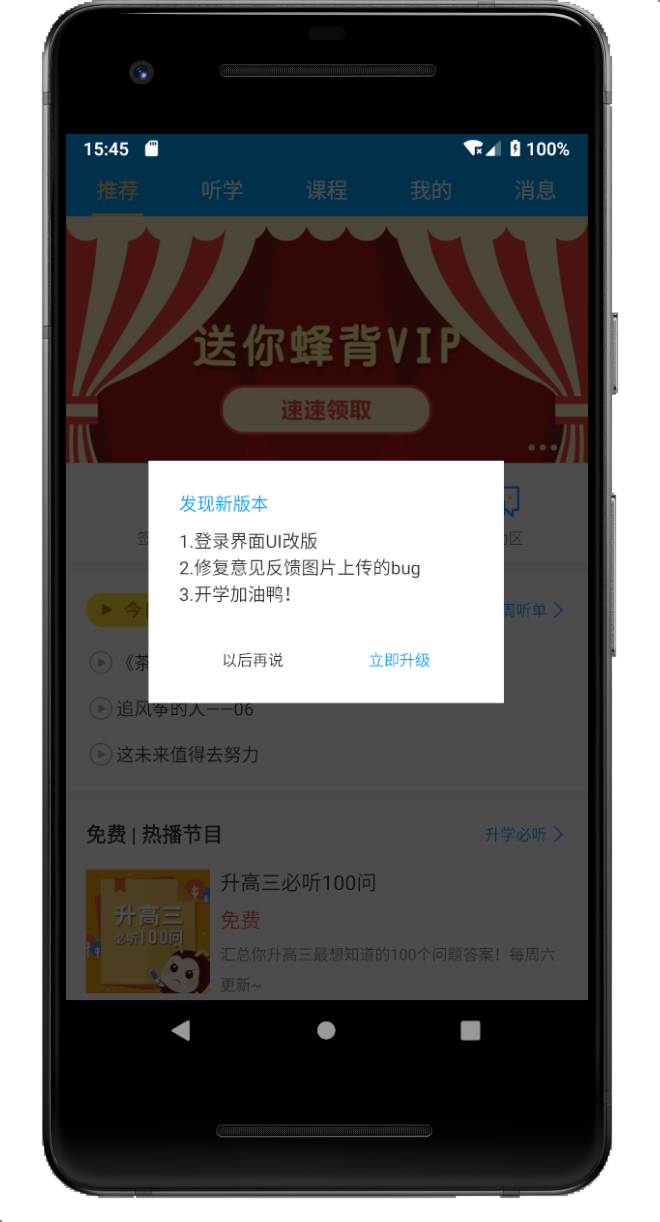 15:45
100%
推荐
听学
课程
我的
消息
送你蜂背VIP
速速领取
发现新版本
1.登录界面UI改版
2.修复意见反馈图片上传的bug
3.开学加油鸭!
以后再说
立即升级
今
周听单
《茶
追风筝的人——06
这未来值得去努力
免费 | 热播节目
升学必听
升高三
必听100问
升高三必听100问
免费
汇总你升高三最想知道的100个问题答案！每周六
更新~